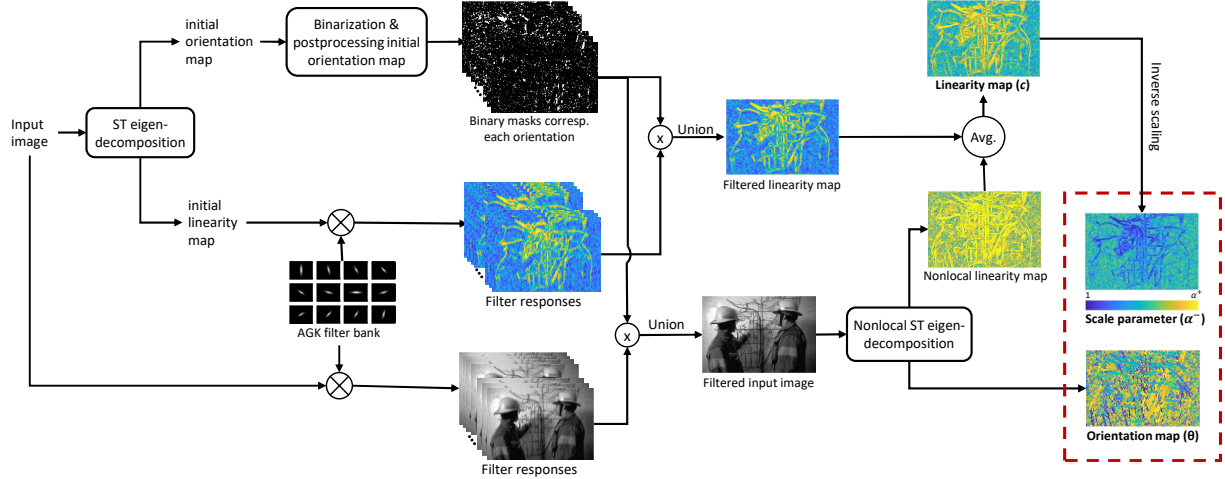 Input
image
ST eigen-
decomposition
initial
orientation
map
Binarization &
postprocessing initial
orientation map
Binary masks corresp.
each orientation
initial
linearity
map
AGK filter bank
Filter responses
Filter responses
x
Union
Filtered linearity map
x
Union
Filtered input image
Linearity map (c)
Avg.
Nonlocal linearity map
Nonlocal ST eigen-
decomposition
Inverse scaling
1 α⁺
Scale parameter (α⁻)
Orientation map (θ)